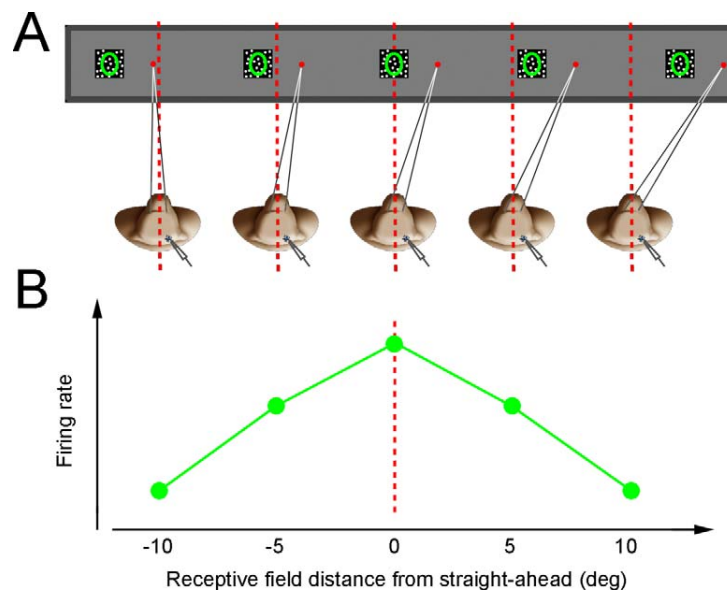 A
B
Firing rate
-10 -5 0 5 10
Receptive field distance from straight-ahead (deg)